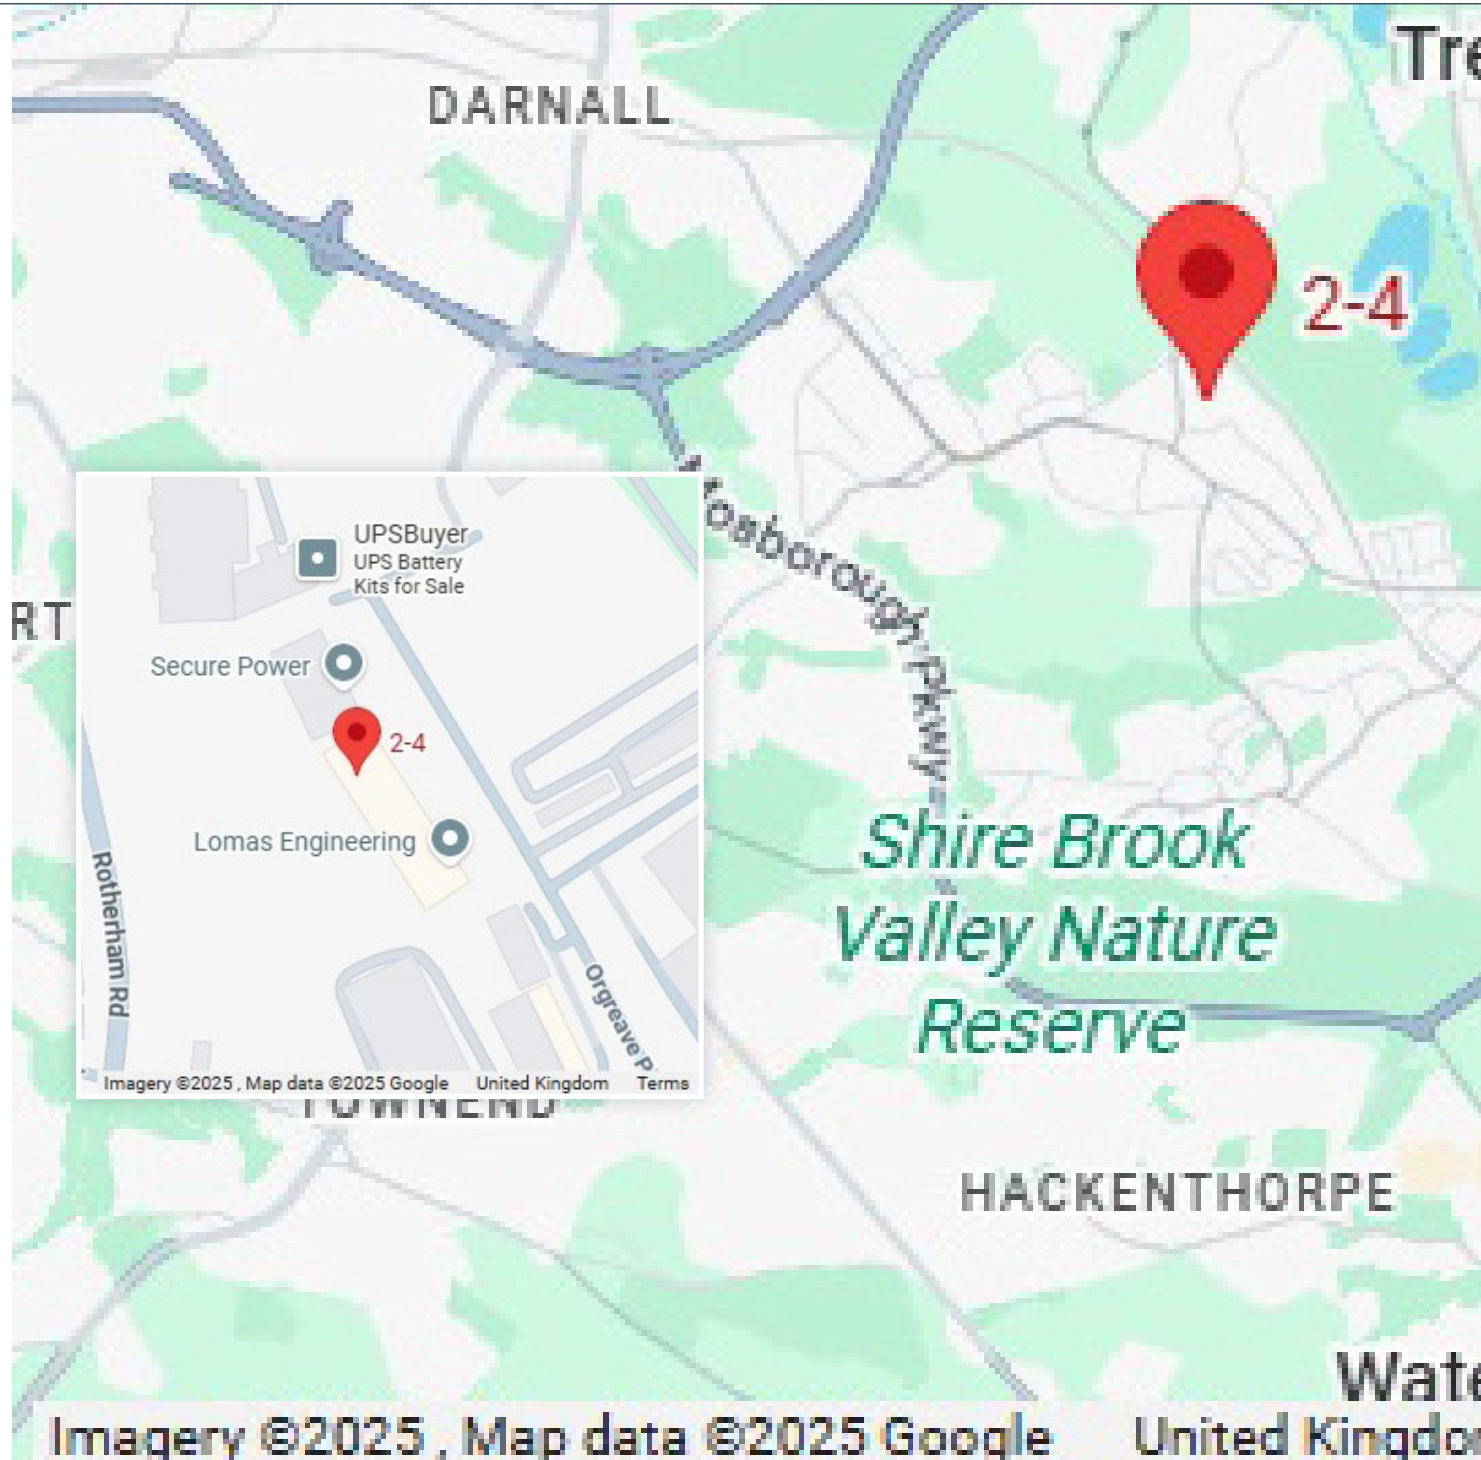 Tre
DARNALL
2-4
Mosborough Pkwy
UPSBuyer
UPS Battery
Kits for Sale
RT
Secure Power
2-4
Lomas Engineering
Rotherham Rd
Orgreave P
Imagery ©2025 , Map data ©2025 Google United Kingdom Terms
Shire Brook
Valley Nature
Reserve
TOWNEND
HACKENTHORPE
Wate
Imagery ©2025 , Map data ©2025 Google United Kingdom